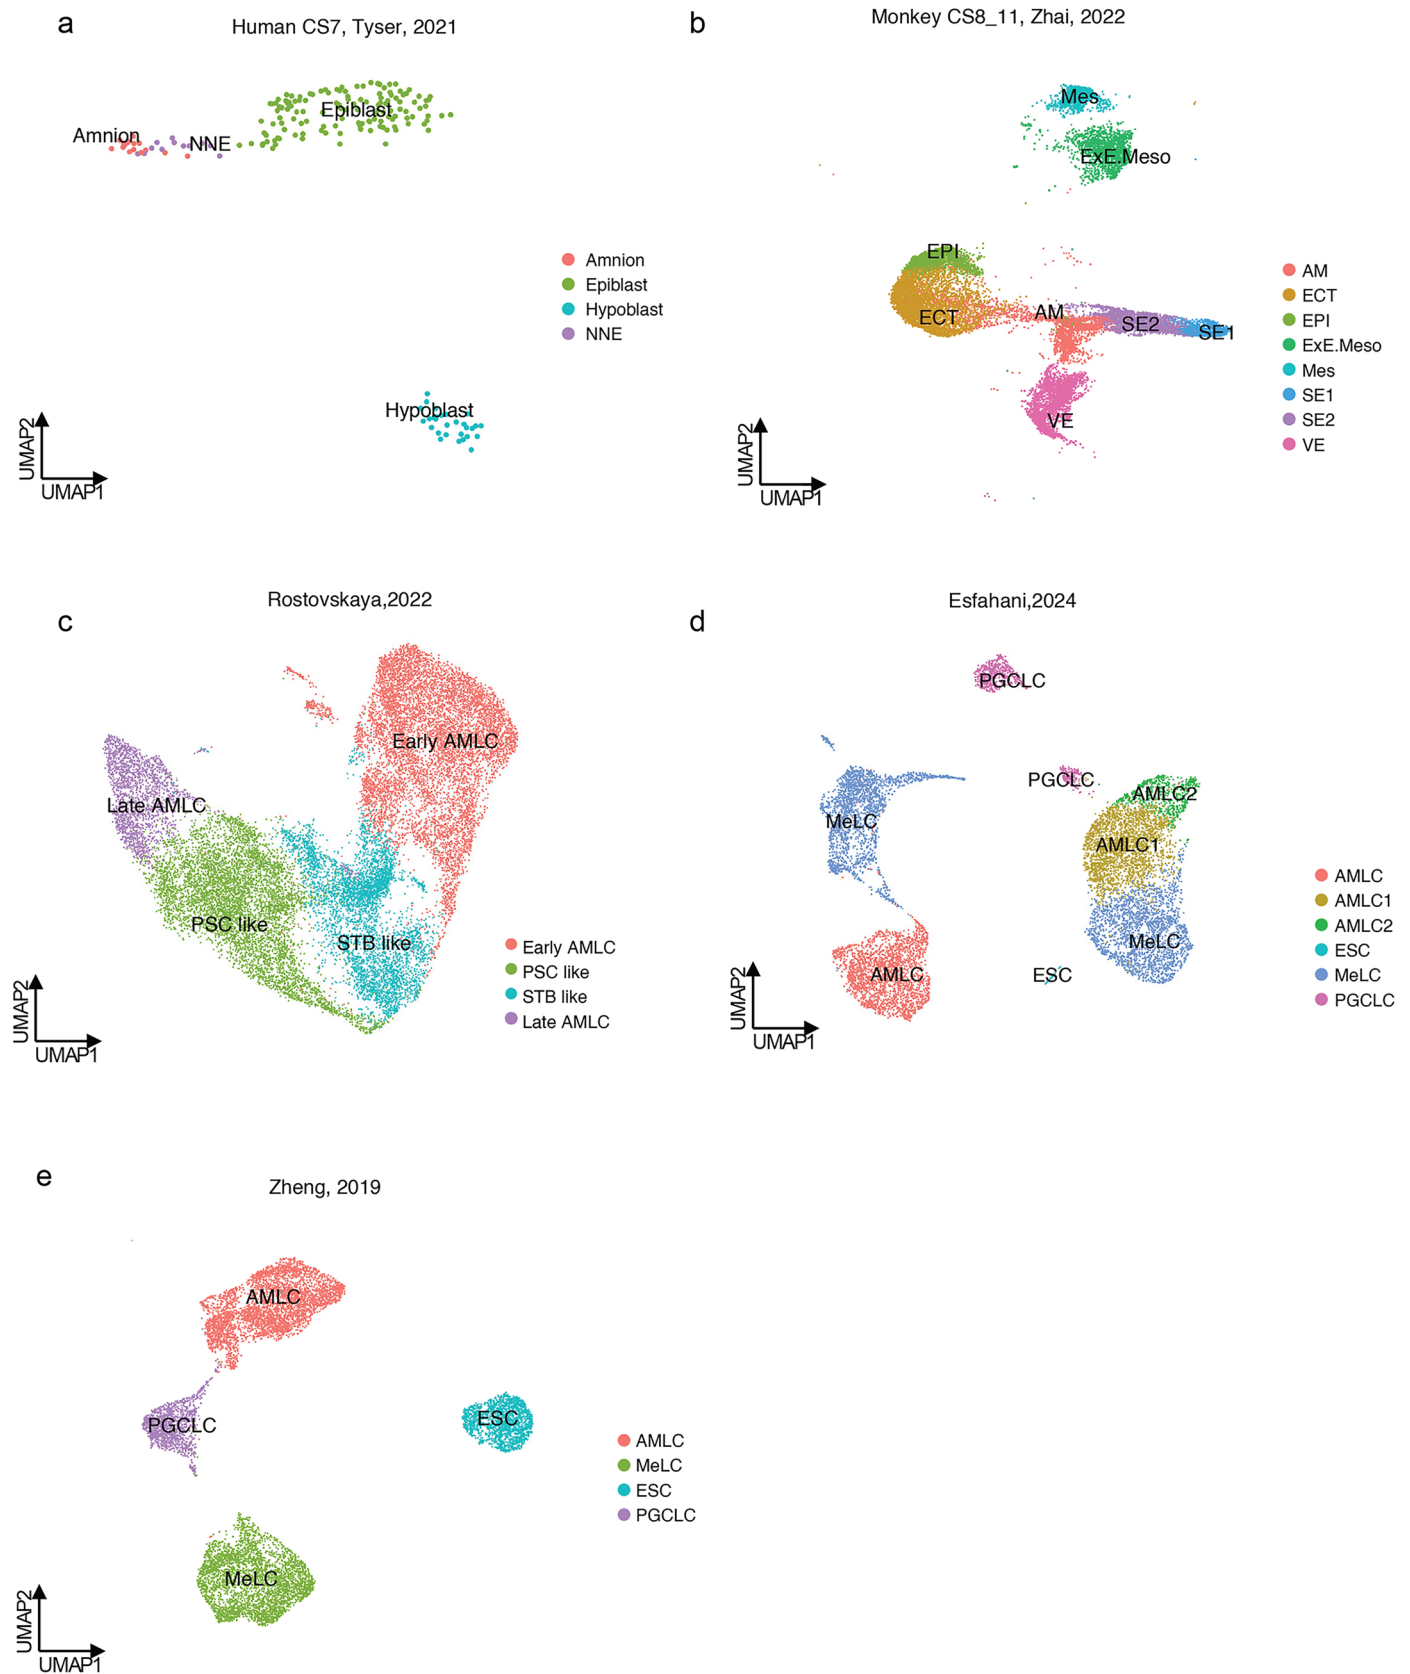 a
Human CS7, Tyser, 2021
Epiblast
Amnion
NNE
Hypoblast
Amnion
Epiblast
Hypoblast
NNE
UMAP2
UMAP1
b
Monkey CS8_11, Zhai, 2022
Mes
ExE.Meso
EPI
ECT
AM
SE2
SE1
VE
AM
ECT
EPI
ExE.Meso
Mes
SE1
SE2
VE
UMAP2
UMAP1
c
Rostovskaya,2022
Early AMLC
Late AMLC
PSC like
STB like
Early AMLC
PSC like
STB like
Late AMLC
UMAP2
UMAP1
d
Esfahani,2024
PGCLC
PGCLC
AMLC2
MeLC
AMLC1
MeLC
AMLC
ESC
AMLC
AMLC1
AMLC2
ESC
MeLC
PGCLC
UMAP2
UMAP1
e
Zheng, 2019
AMLC
PGCLC
ESC
MeLC
AMLC
MeLC
ESC
PGCLC
UMAP2
UMAP1